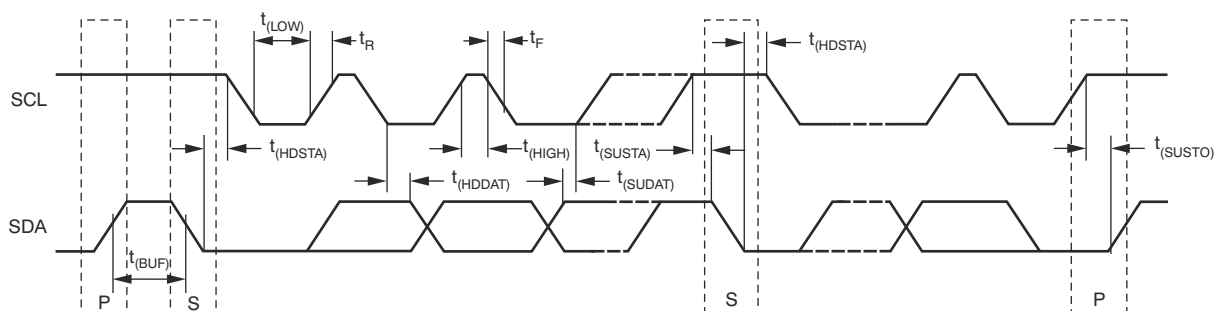 t(LOW)
tR
tF
t(HDSTA)
SCL
t(HDSTA)
t(HIGH)
t(SUSTA)
t(SUSTO)
t(HDDAT)
t(SUDAT)
SDA
t(BUF)
P
S
S
P